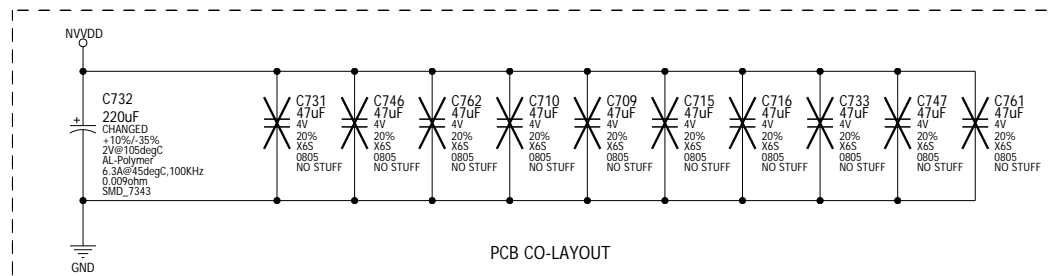 NVVDD
C732
220uF
CHANGED
+10%/-35%
2V@105degC
AL-Polymer
6.3A@45degC,100KHz
0.009ohm
SMD_7343
+
C731
47uF
4V
20%
X6S
0805
NO STUFF
C746
47uF
4V
20%
X6S
0805
NO STUFF
C762
47uF
4V
20%
X6S
0805
NO STUFF
C710
47uF
4V
20%
X6S
0805
NO STUFF
C709
47uF
4V
20%
X6S
0805
NO STUFF
C715
47uF
4V
20%
X6S
0805
NO STUFF
C716
47uF
4V
20%
X6S
0805
NO STUFF
C733
47uF
4V
20%
X6S
0805
NO STUFF
C747
47uF
4V
20%
X6S
0805
NO STUFF
C761
47uF
4V
20%
X6S
0805
NO STUFF
GND
PCB CO-LAYOUT